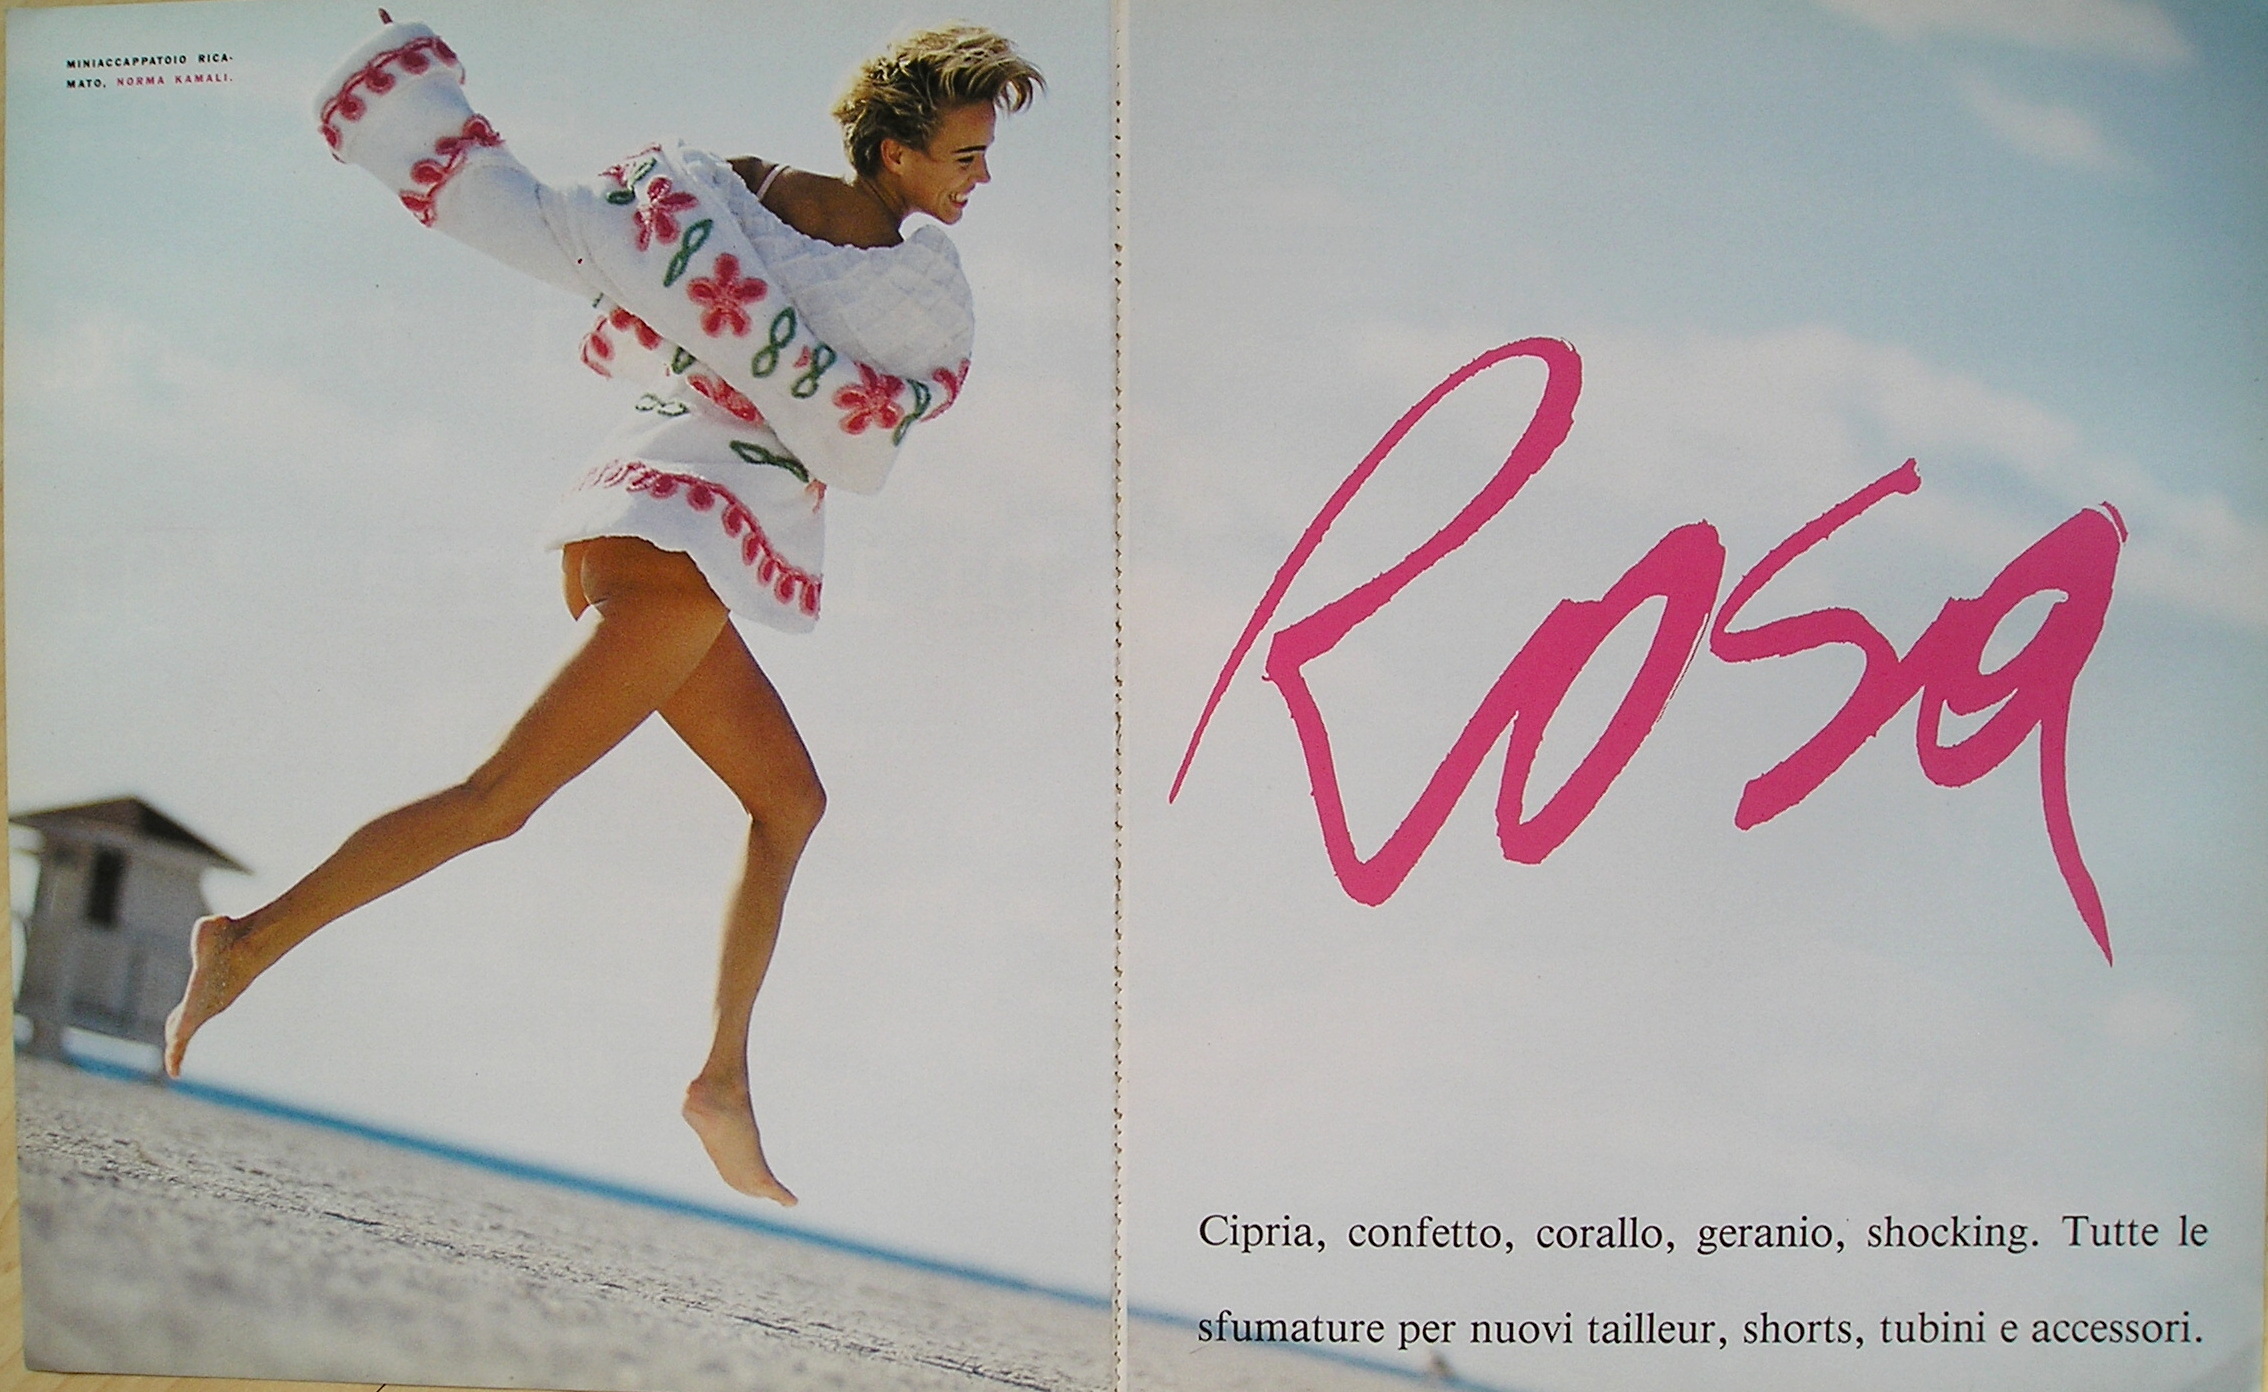 MINIACCAPPATOIO RICA-
MATO, NORMA KAMALI.
Rosa
Cipria, confetto, corallo, geranio, shocking. Tutte le
sfumature per nuovi tailleur, shorts, tubini e accessori.